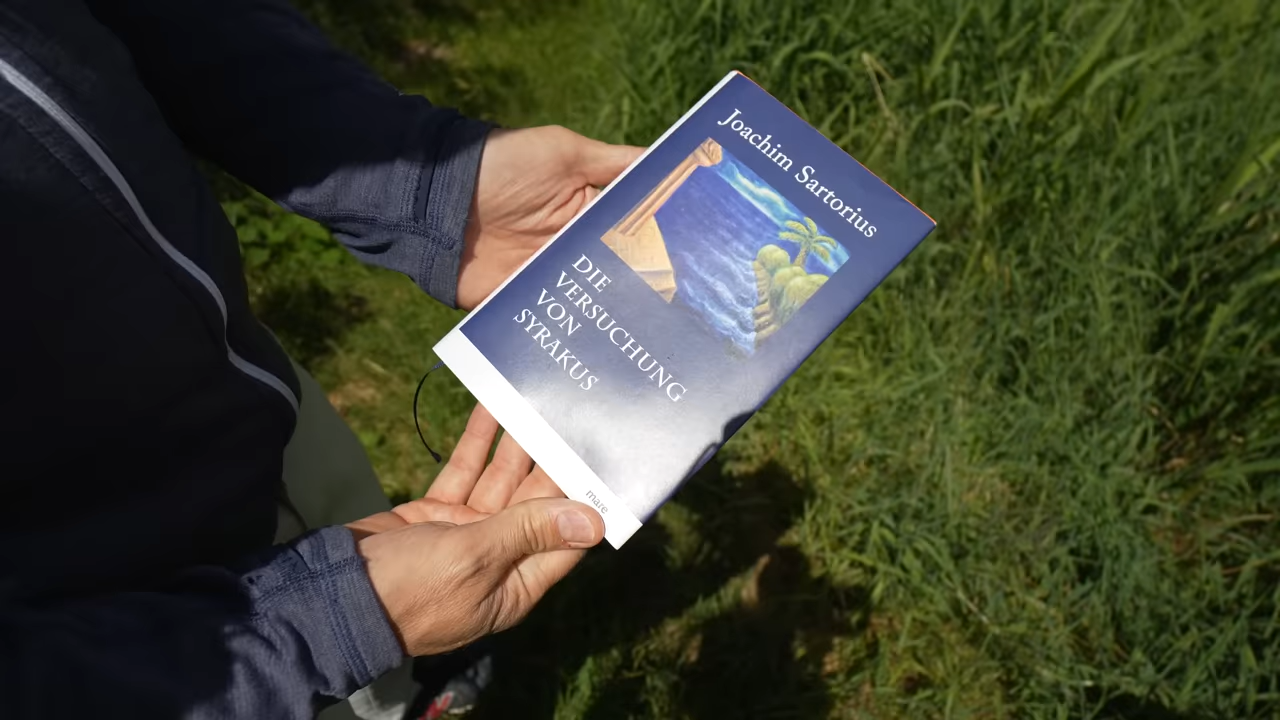 Joachim Sartorius
DIE
VERSUCHUNG
VON
SYRAKUS
mare